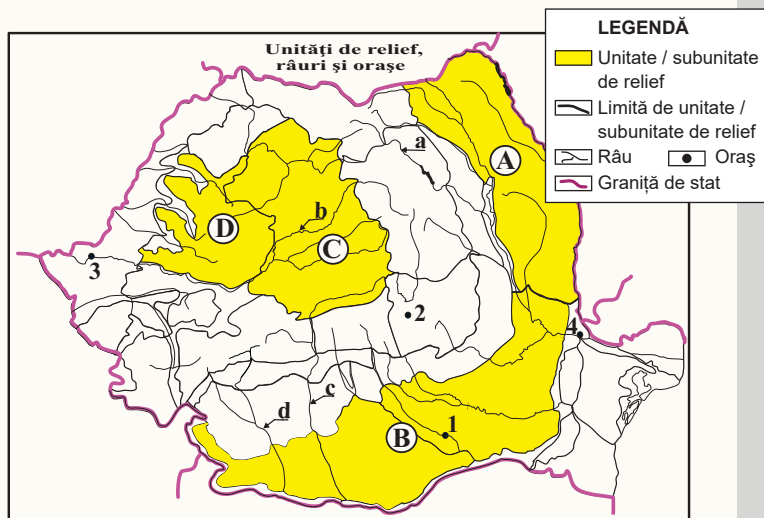 Unități de relief,
râuri și orașe
LEGENDĂ
Unitate / subunitate
de relief
Limită de unitate /
subunitate de relief
Râu
Oraş
Graniță de stat
a
A
b
D
C
3
2
4
c
d
B
1